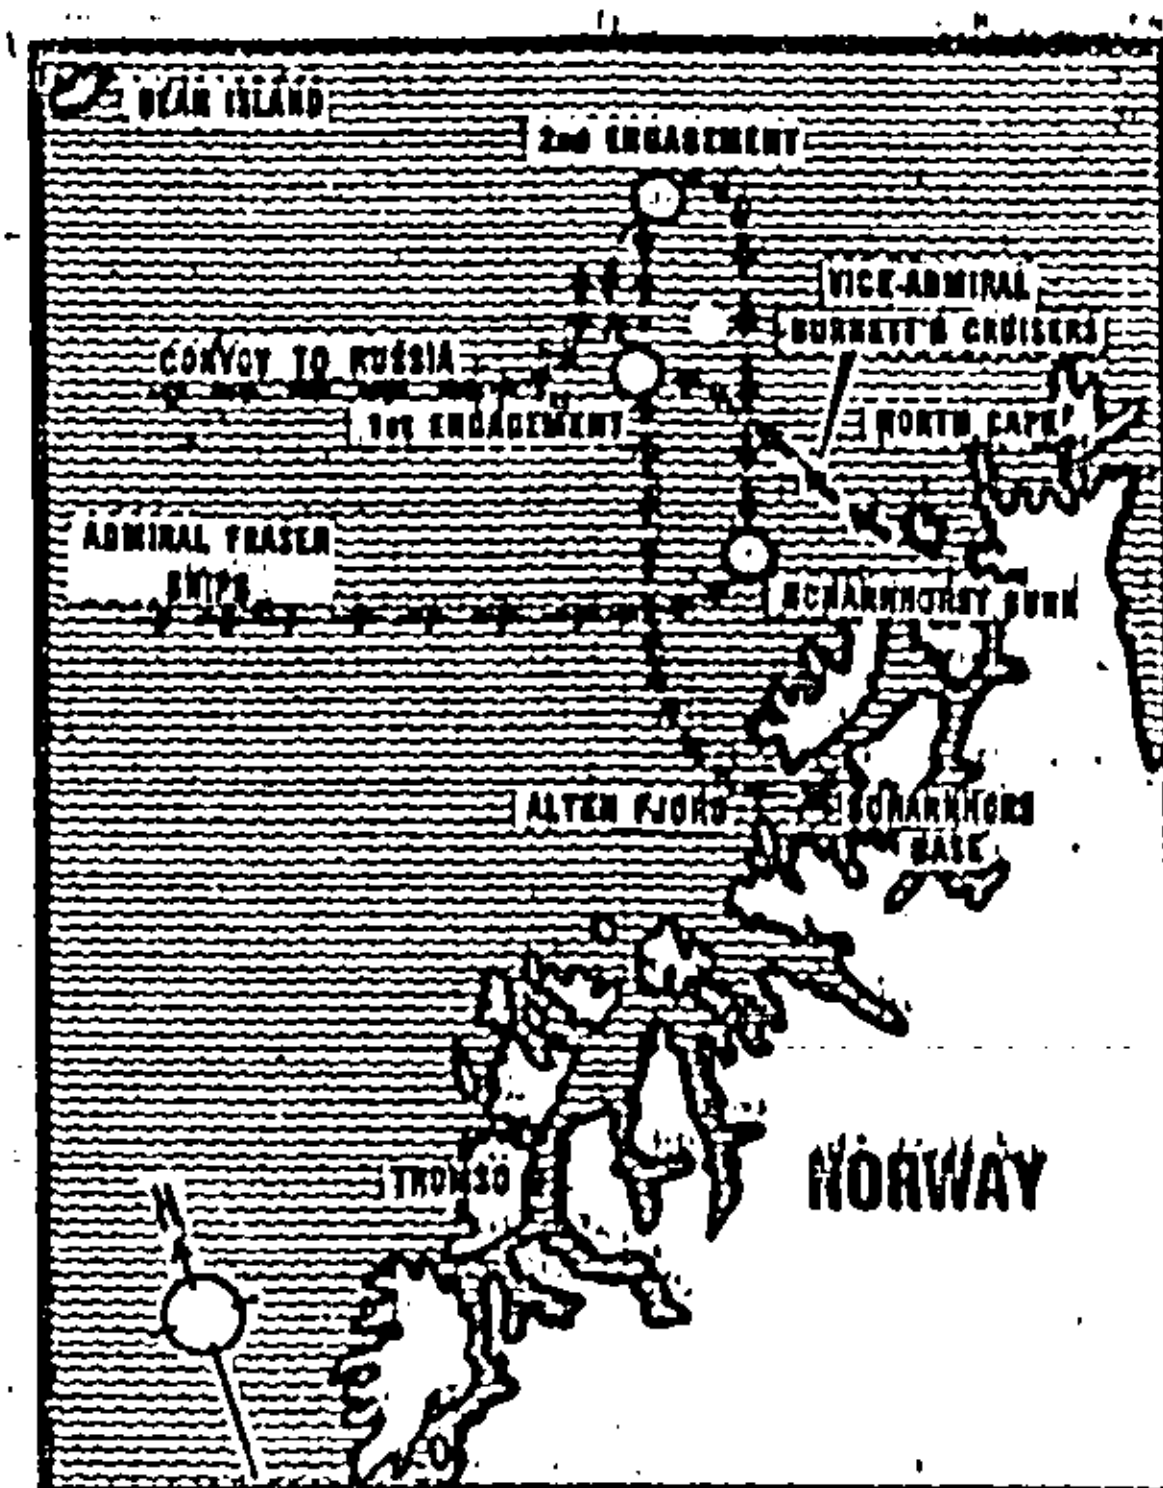 BEAR ISLAND
2nd ENGAGEMENT
VICE-ADMIRAL
BURNETT'S CRUISERS
CONVOY TO RUSSIA
1st ENGAGEMENT
NORTH CAPE
ADMIRAL FRASER
SHIPS
SCHARNHORST SUNK
ALTEN FJORD
SCHARNHORS
BASE
TROMSO
NORWAY
N